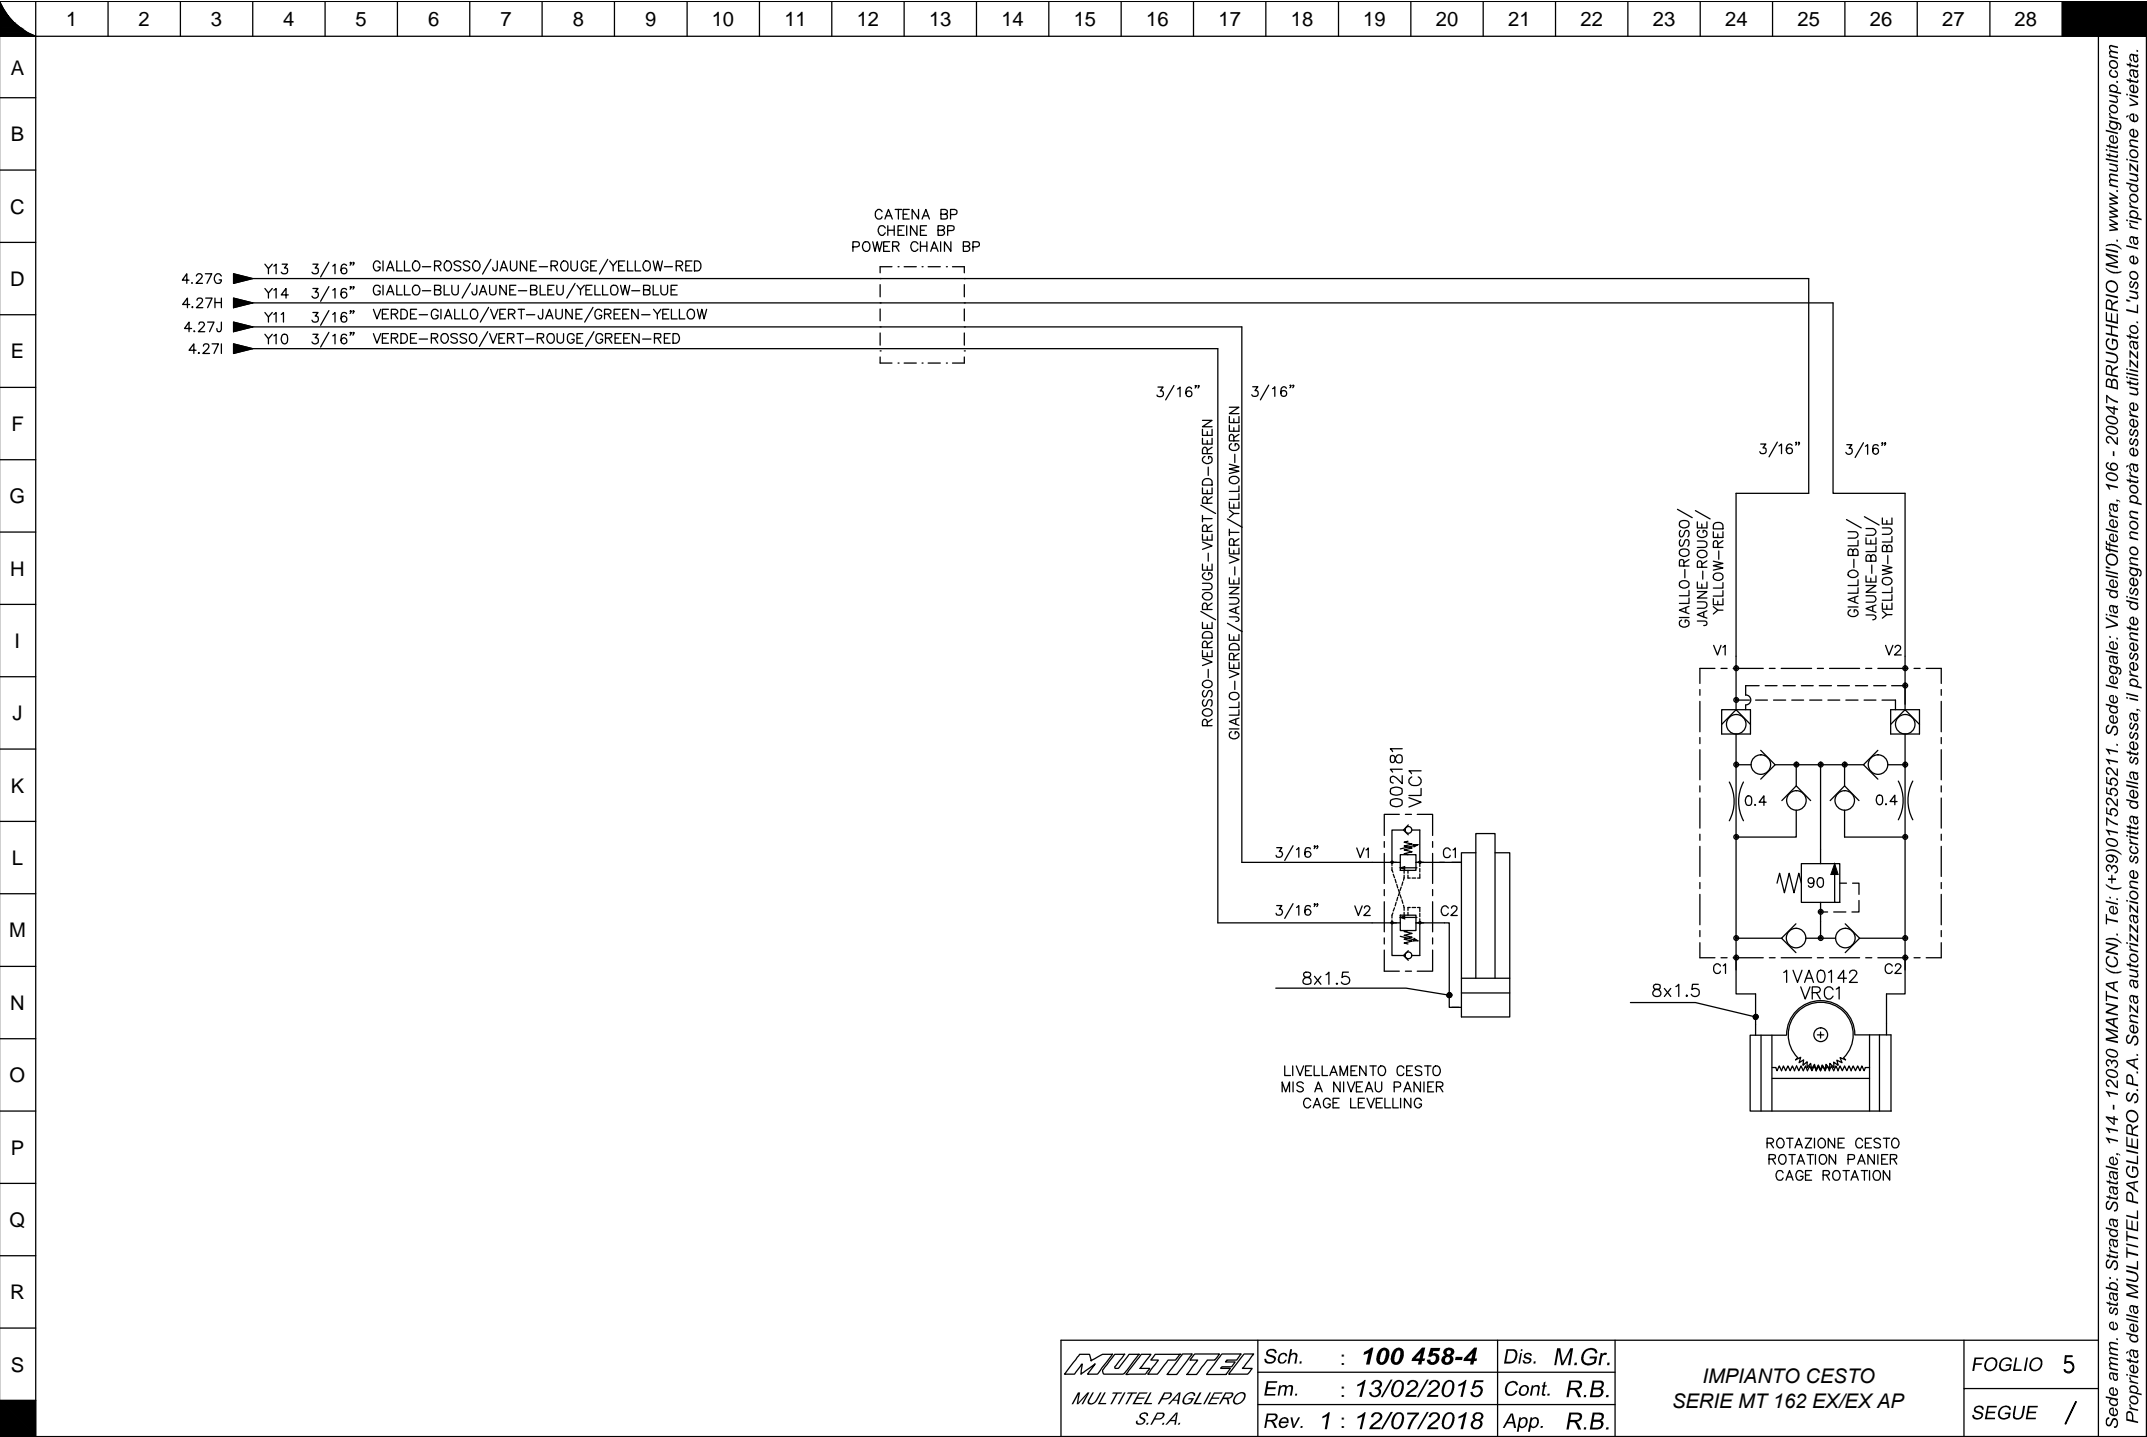 1 2 3 4 5 6 7 8 9 10 11 12 13 14 15 16 17 18 19 20 21 22 23 24 25 26 27 28
A
B
C
D
E
F
G
H
I
J
K
L
M
N
O
P
Q
R
S
CATENA BP
CHEINE BP
POWER CHAIN BP
4.27G Y13 3/16" GIALLO-ROSSO/JAUNE-ROUGE/YELLOW-RED
4.27H Y14 3/16" GIALLO-BLU/JAUNE-BLEU/YELLOW-BLUE
4.27J Y11 3/16" VERDE-GIALLO/VERT-JAUNE/GREEN-YELLOW
4.27I Y10 3/16" VERDE-ROSSO/VERT-ROUGE/GREEN-RED
3/16" 3/16"
ROSSO-VERDE/ROUGE-VERT/RED-GREEN
GIALLO-VERDE/JAUNE-VERT/YELLOW-GREEN
3/16" 3/16"
GIALLO-ROSSO/
JAUNE-ROUGE/
YELLOW-RED
GIALLO-BLU/
JAUNE-BLEU/
YELLOW-BLUE
V1 V2
002181
VLC1
0.4 0.4
3/16" V1 C1
90
3/16" V2 C2
8x1.5
C1 C2
1VA0142
VRC1
8x1.5
LIVELLAMENTO CESTO
MIS A NIVEAU PANIER
CAGE LEVELLING
ROTAZIONE CESTO
ROTATION PANIER
CAGE ROTATION
MULTITEL
MULTITEL PAGLIERO
S.P.A.
Sch. : 100 458-4
Em. : 13/02/2015
Rev. 1 : 12/07/2018
Dis. M.Gr.
Cont. R.B.
App. R.B.
IMPIANTO CESTO
SERIE MT 162 EX/EX AP
FOGLIO 5
SEGUE /
Sede amm. e stab: Strada Statale, 114 - 12030 MANTA (CN). Tel: (+39)0175255211. Sede legale: Via dell'Offelera, 106 - 20047 BRUGHERIO (MI). www.multitelgroup.com
Proprietà della MULTITEL PAGLIERO S.P.A. Senza autorizzazione scritta della stessa, il presente disegno non potrà essere utilizzato. L'uso e la riproduzione è vietata.